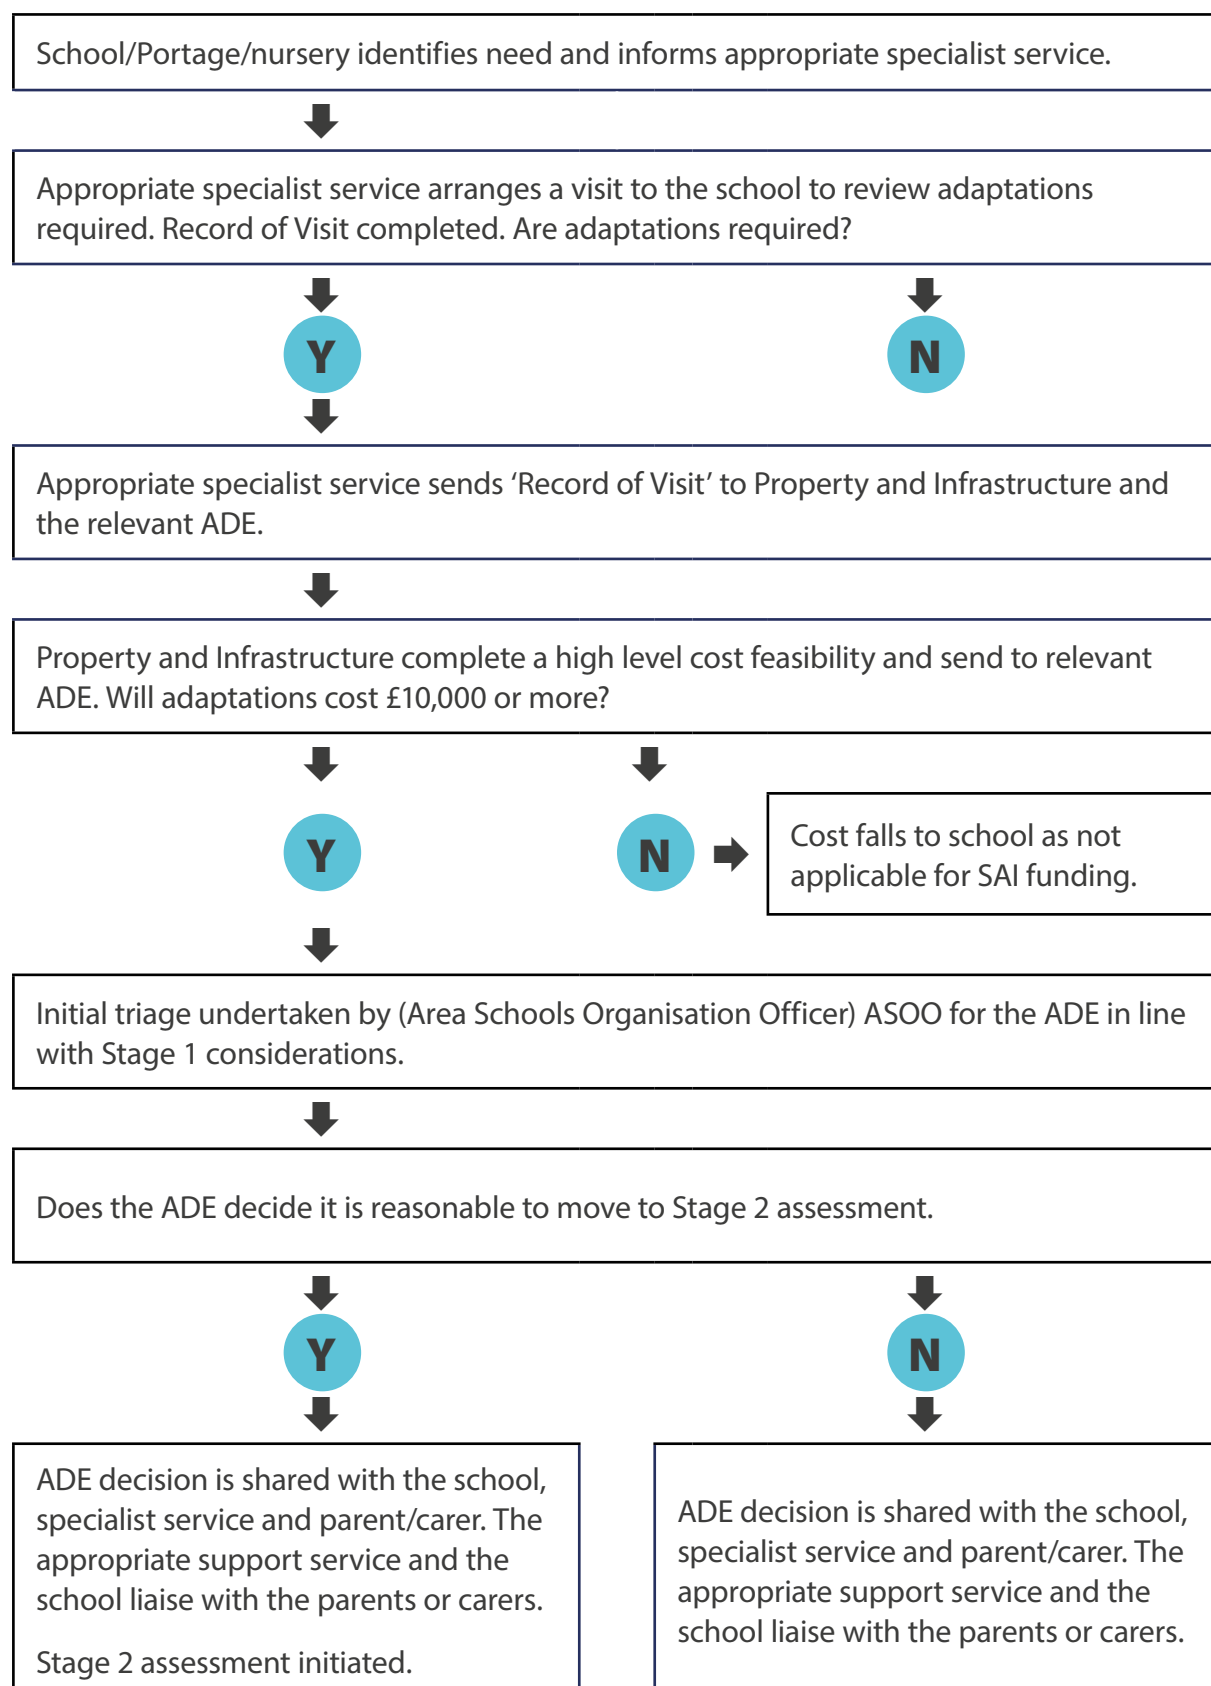 School/Portage/nursery identifies need and informs appropriate specialist service.
Appropriate specialist service arranges a visit to the school to review adaptations
required. Record of Visit completed. Are adaptations required?
Y
N
Appropriate specialist service sends ‘Record of Visit’ to Property and Infrastructure and
the relevant ADE.
Property and Infrastructure complete a high level cost feasibility and send to relevant
ADE. Will adaptations cost £10,000 or more?
Y
N
Cost falls to school as not
applicable for SAI funding.
Initial triage undertaken by (Area Schools Organisation Officer) ASOO for the ADE in line
with Stage 1 considerations.
Does the ADE decide it is reasonable to move to Stage 2 assessment.
Y
N
ADE decision is shared with the school,
specialist service and parent/carer. The
appropriate support service and the
school liaise with the parents or carers.
Stage 2 assessment initiated.
ADE decision is shared with the school,
specialist service and parent/carer. The
appropriate support service and the
school liaise with the parents or carers.